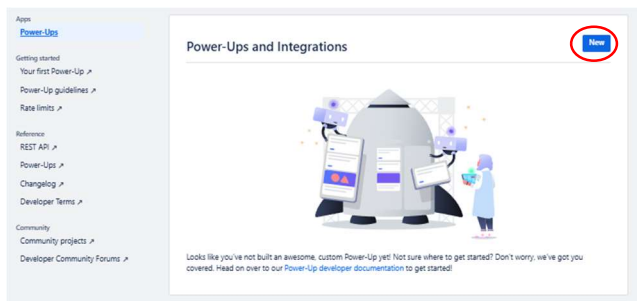 Apps
Power-Ups
Getting started
Your first Power-Up ↗
Power-Up guidelines ↗
Rate limits ↗
Reference
REST API ↗
Power-Ups ↗
Changelog ↗
Developer Terms ↗
Community
Community projects ↗
Developer Community Forums ↗
Power-Ups and Integrations
New
Looks like you've not built an awesome, custom Power-Up yet! Not sure where to get started? Don't worry, we've got you
covered. Head on over to our Power-Up developer documentation to get started!